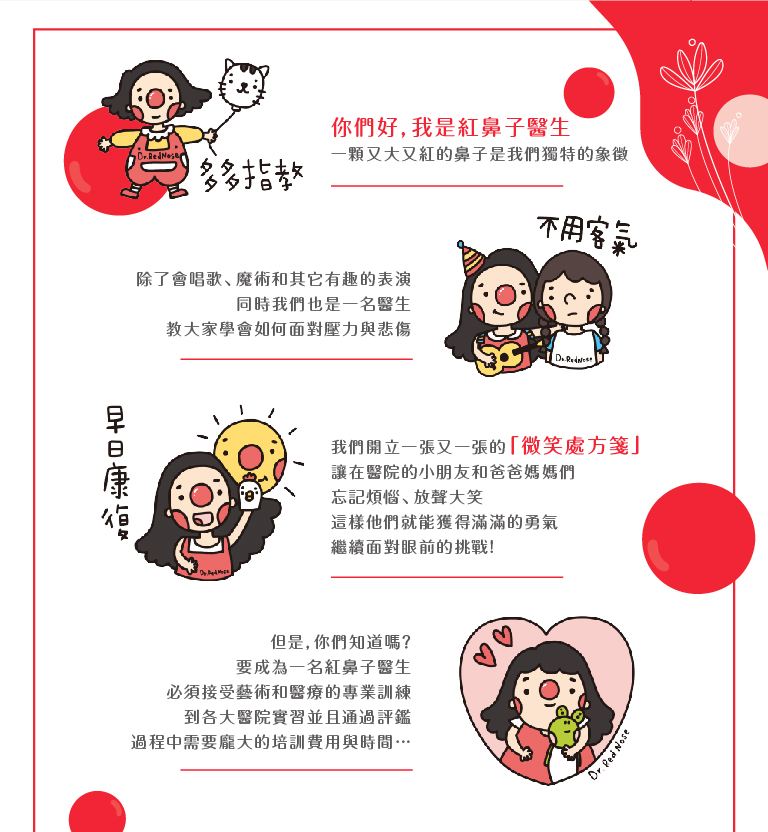 你們好，我是紅鼻子醫生
一顆又大又紅的鼻子是我們獨特的象徵
Dr.RedNose
多多指教
不用客氣
除了會唱歌、魔術和其它有趣的表演
同時我們也是一名醫生
教大家學會如何面對壓力與悲傷
Dr.RedNose
早日康復
我們開立一張又一張的「微笑處方箋」
讓在醫院的小朋友和爸爸媽媽們
忘記煩惱、放聲大笑
這樣他們就能獲得滿滿的勇氣
繼續面對眼前的挑戰!
Dr.RedNose
但是，你們知道嗎?
要成為一名紅鼻子醫生
必須接受藝術和醫療的專業訓練
到各大醫院實習並且通過評鑑
過程中需要龐大的培訓費用與時間…
Dr.RedNose